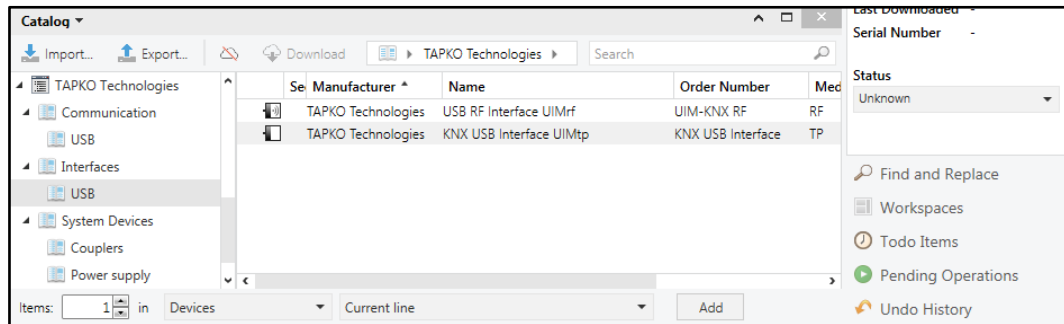 Catalog
Import... Export... Download TAPKO Technologies Search
TAPKO Technologies
Communication
USB
Interfaces
USB
System Devices
Couplers
Power supply
Se Manufacturer Name Order Number Med
TAPKO Technologies USB RF Interface UIMrf UIM-KNX RF RF
TAPKO Technologies KNX USB Interface UIMtp KNX USB Interface TP
Items: 1 in Devices Current line Add
Last Downloaded -
Serial Number -
Status
Unknown
Find and Replace
Workspaces
Todo Items
Pending Operations
Undo History